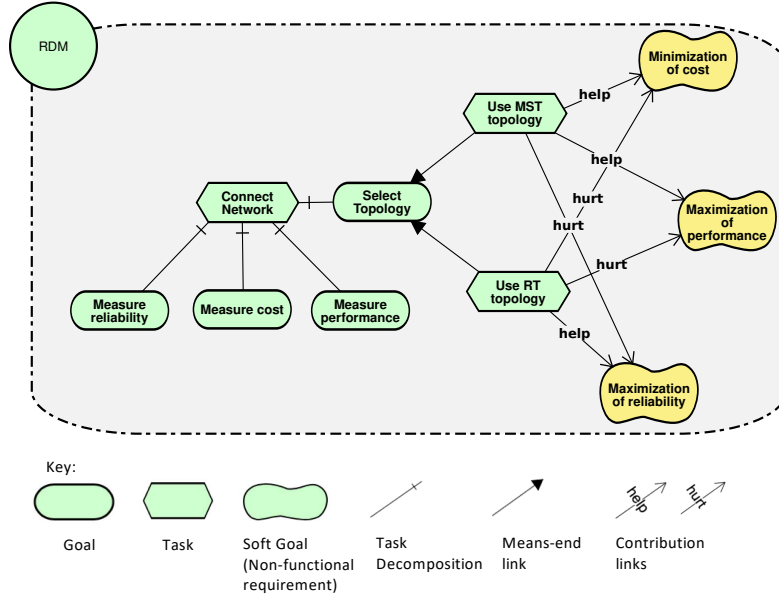 RDM
Minimization
of cost
Use MST
topology
help
help
Connect
Network
Select
Topology
hurt
Maximization
of
performance
hurt
hurt
Measure
reliability
Measure cost
Measure
performance
Use RT
topology
help
Maximization
of reliability
Key:
help
hurt
Goal
Task
Soft Goal
(Non-functional
requirement)
Task
Decomposition
Means-end
link
Contribution
links